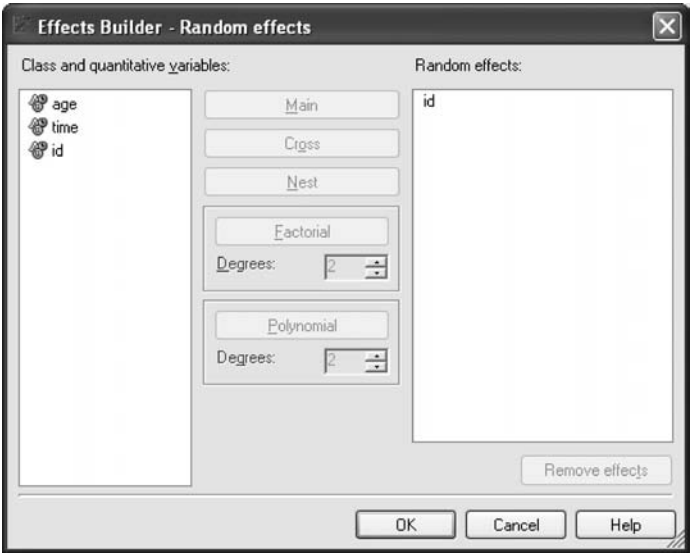 Effects Builder - Random effects
Class and quantitative variables:
age
time
id
Main
Cross
Nest
Factorial
Degrees: 2
Polynomial
Degrees: 2
Random effects:
id
Remove effects
OK Cancel Help